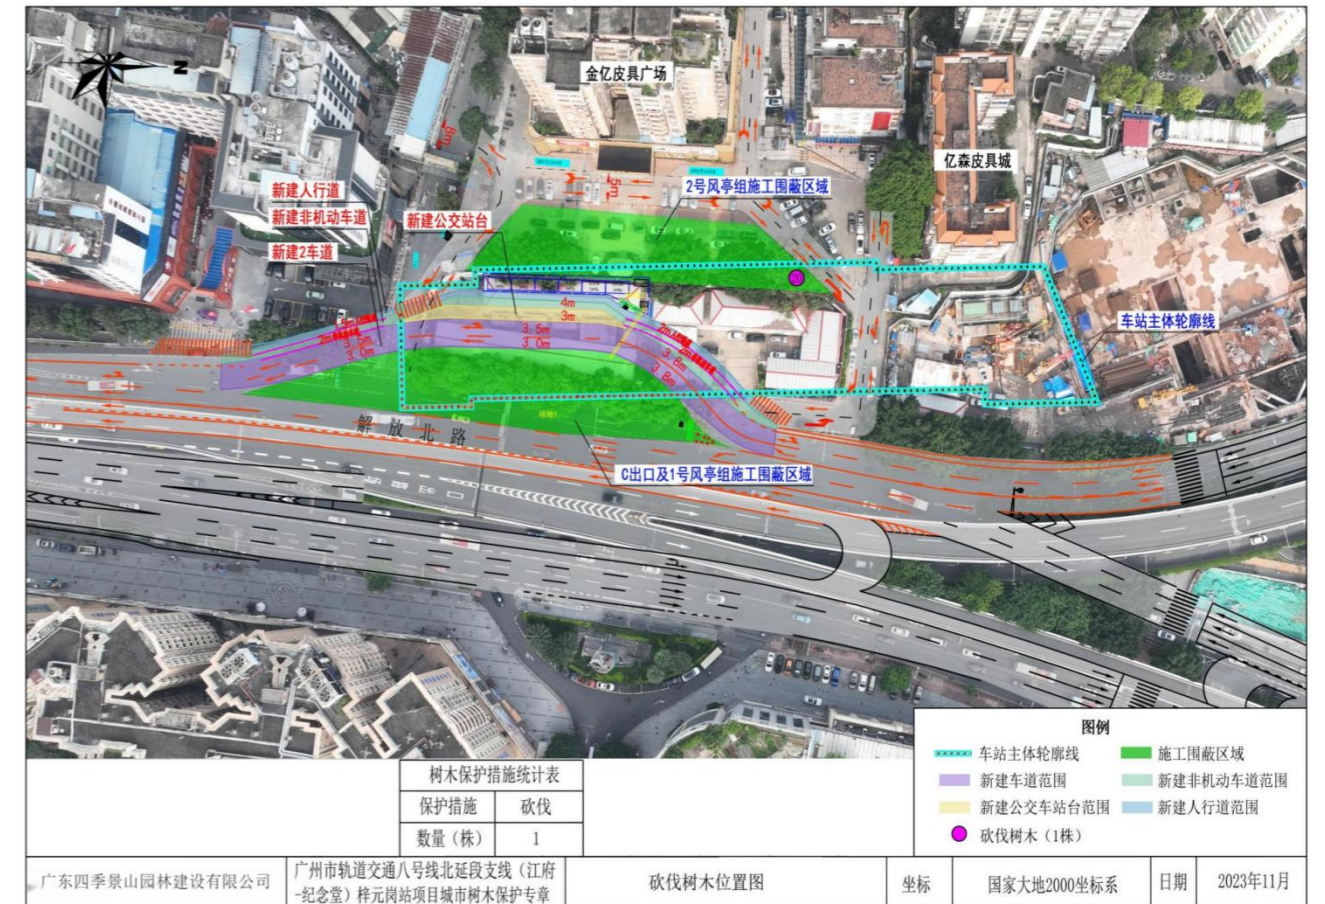 N
金亿皮具广场
亿森皮具城
2号风亭组施工围蔽区域
5m
新建人行道
新建非机动车道
新建2车道
新建公交站台
车站主体轮廓线
4m
3m
3.5m
3.0m
3.0m
2m
3.8m
3.8m
解放北路
C出口及1号风亭组施工围蔽区域
图例
车站主体轮廓线
施工围蔽区域
新建车道范围
新建非机动车道范围
新建公交车站台范围
新建人行道范围
砍伐树木（1株）
树木保护措施统计表
保护措施 砍伐
数量（株） 1
广东四季景山园林建设有限公司
广州市轨道交通八号线北延段支线（江府
-纪念堂）梓元岗站项目城市树木保护专章
砍伐树木位置图
坐标
国家大地2000坐标系
日期
2023年11月